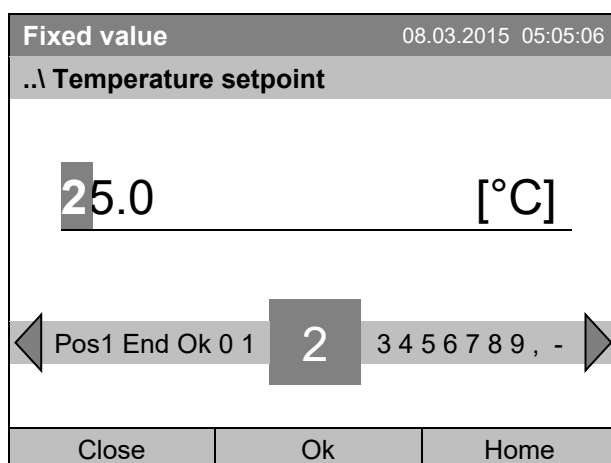 Fixed value 08.03.2015 05:05:06
..\ Temperature setpoint
25.0 [°C]
Pos1 End Ok 0 1 2 3 4 5 6 7 8 9 , -
Close Ok Home